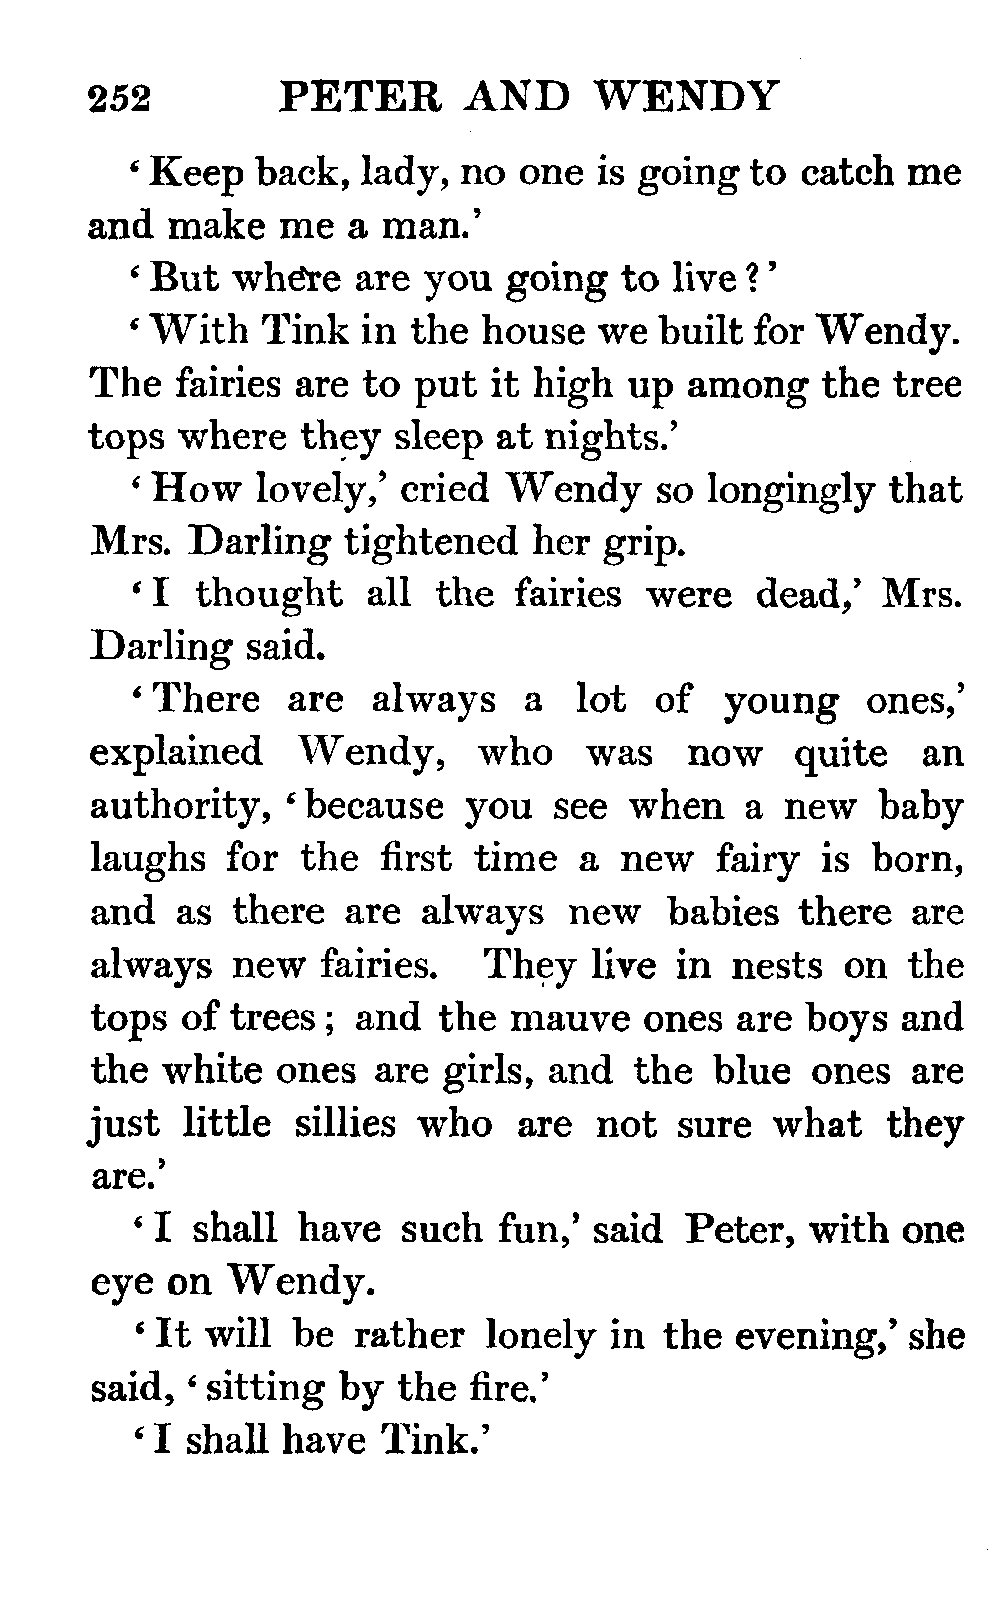 252 PETER AND WENDY
‘Keep back, lady, no one is going to catch me
and make me a man.’
‘But where are you going to live?’
‘With Tink in the house we built for Wendy.
The fairies are to put it high up among the tree
tops where they sleep at nights.’
‘How lovely,’ cried Wendy so longingly that
Mrs. Darling tightened her grip.
‘I thought all the fairies were dead,’ Mrs.
Darling said.
‘There are always a lot of young ones,’
explained Wendy, who was now quite an
authority, ‘because you see when a new baby
laughs for the first time a new fairy is born,
and as there are always new babies there are
always new fairies. They live in nests on the
tops of trees; and the mauve ones are boys and
the white ones are girls, and the blue ones are
just little sillies who are not sure what they
are.’
‘I shall have such fun,’ said Peter, with one
eye on Wendy.
‘It will be rather lonely in the evening,’ she
said, ‘sitting by the fire.’
‘I shall have Tink.’